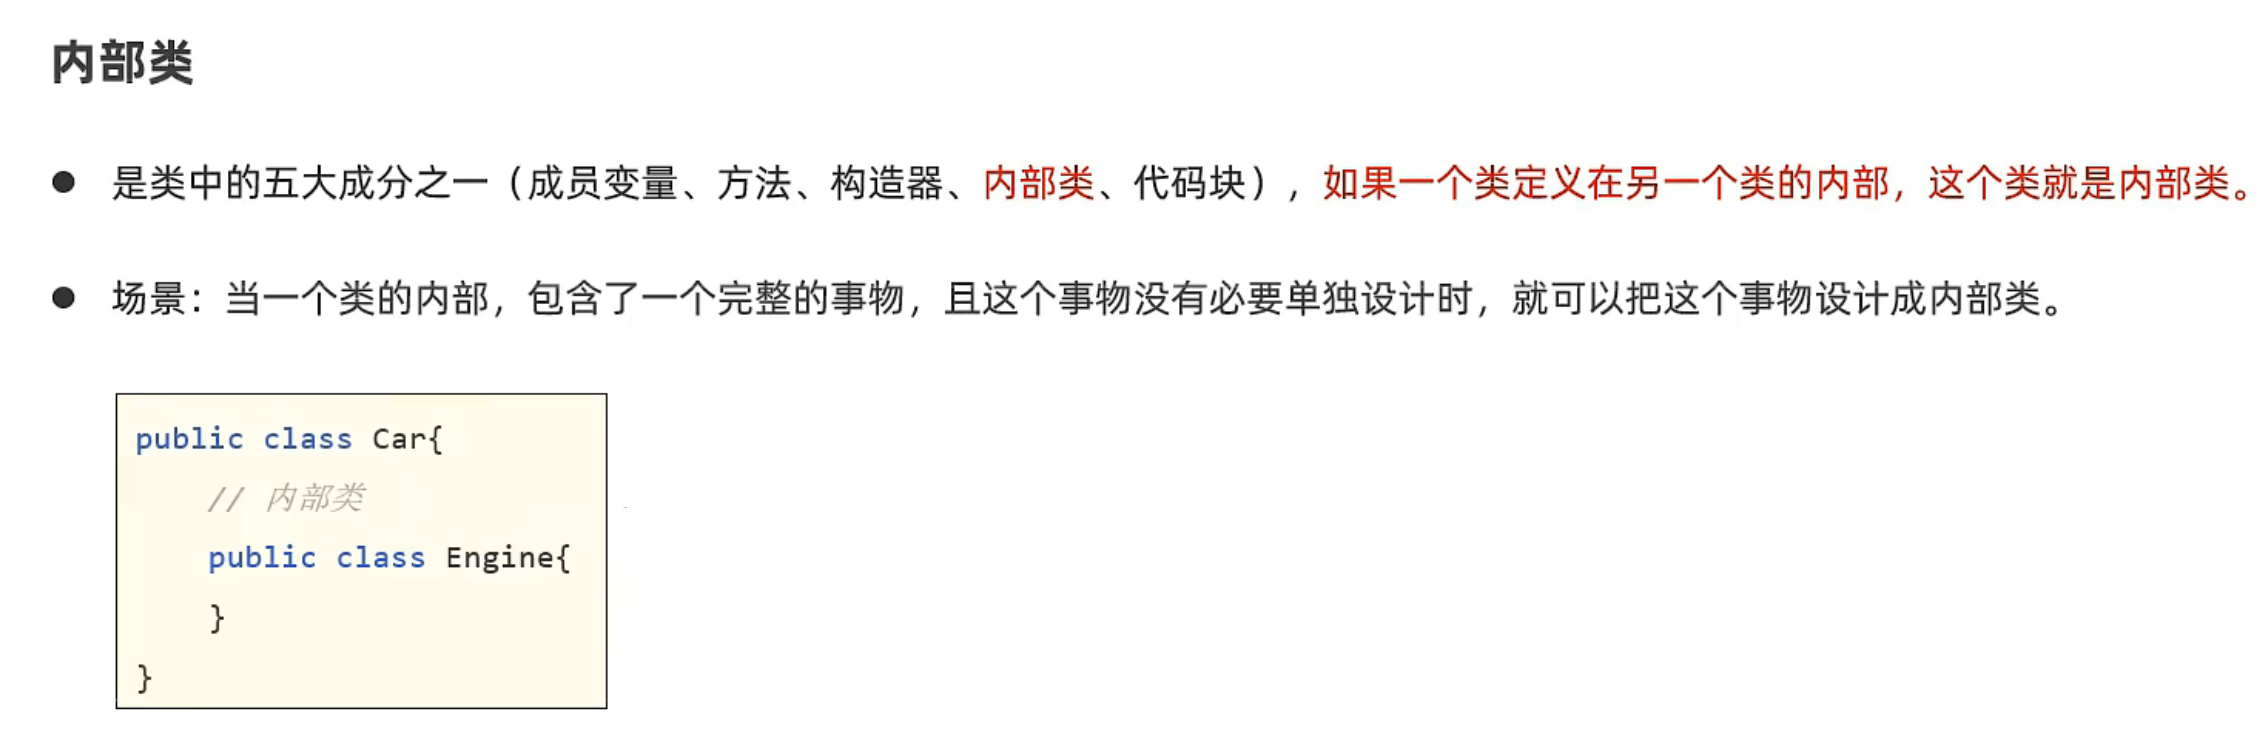 内部类
● 是类中的五大成分之一（成员变量、方法、构造器、内部类、代码块），如果一个类定义在另一个类的内部，这个类就是内部类。
● 场景：当一个类的内部，包含了一个完整的事物，且这个事物没有必要单独设计时，就可以把这个事物设计成内部类。
public class Car{
    // 内部类
    public class Engine{
    }
}